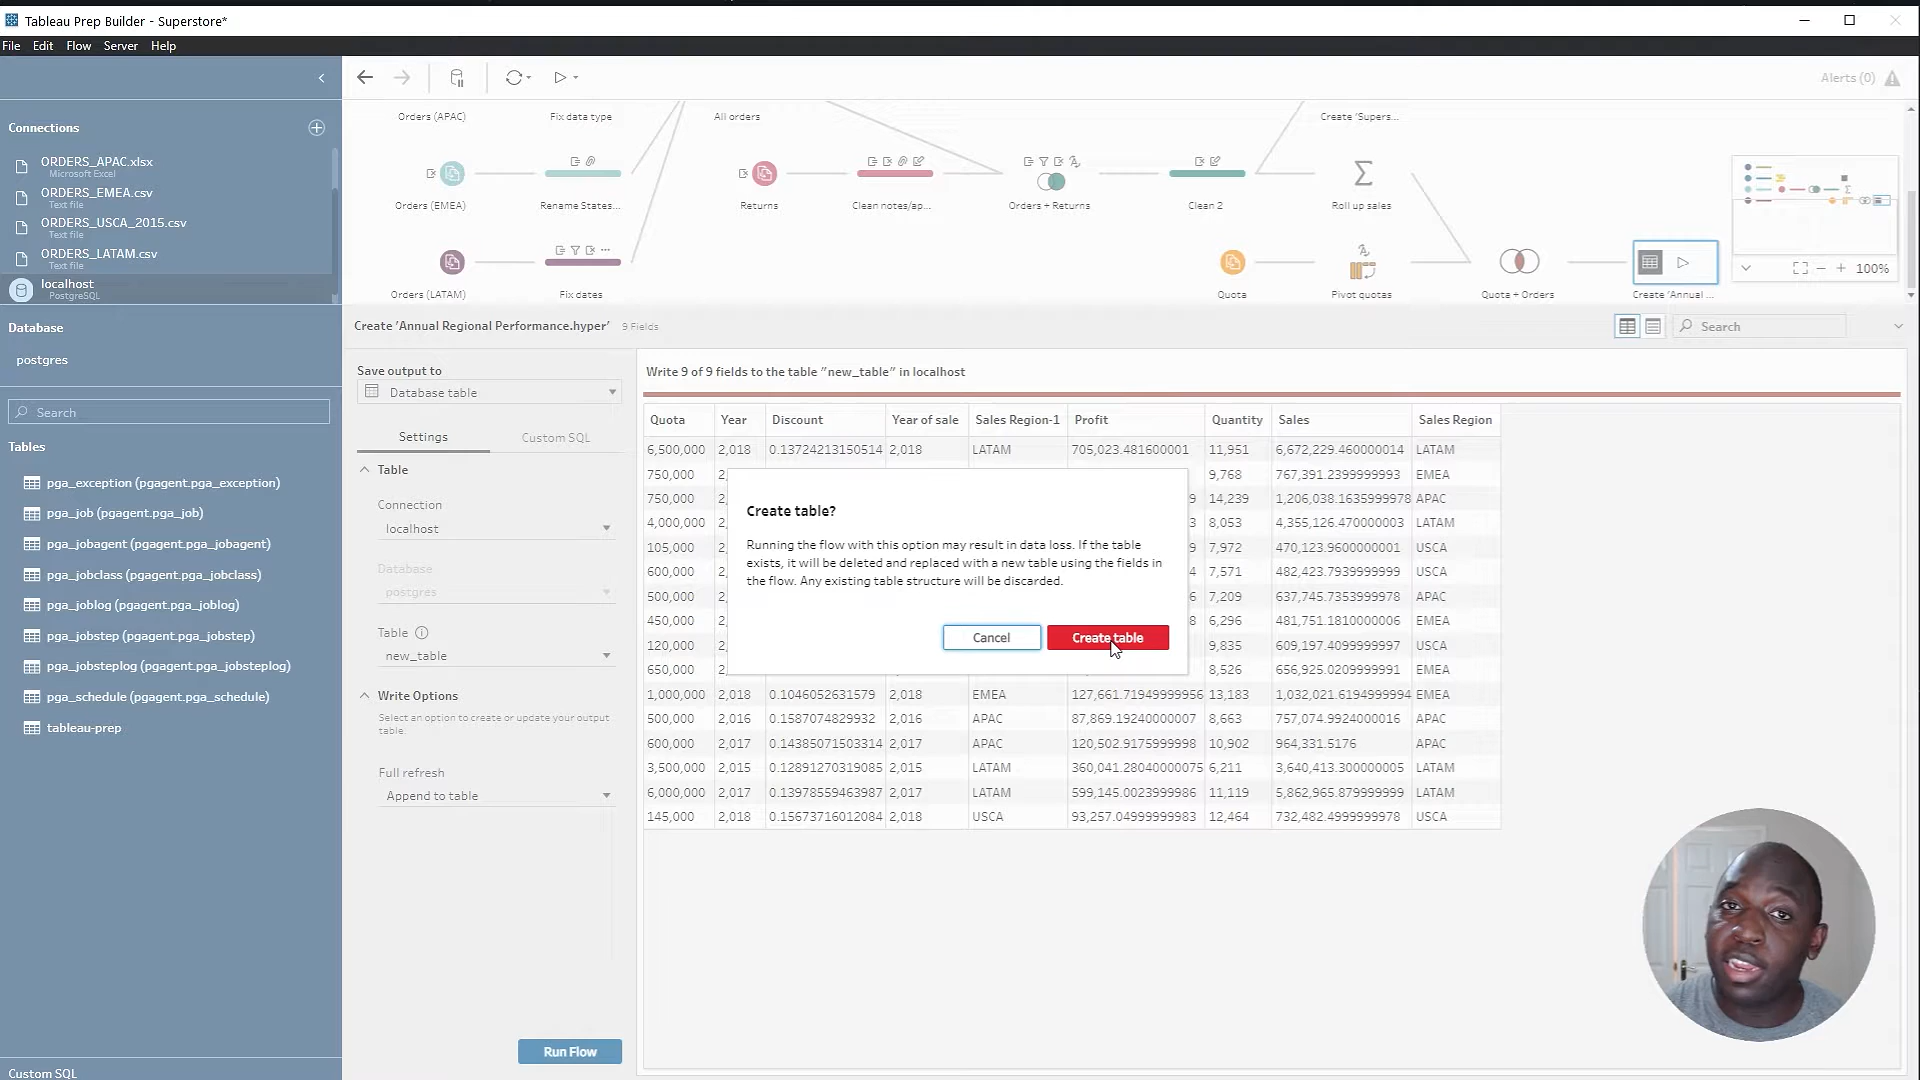 Tableau Prep Builder - Superstore*
File Edit Flow Server Help
Alerts (0)
Connections
ORDERS_APAC.xlsx
Microsoft Excel
ORDERS_EMEA.csv
Text file
ORDERS_USCA_2015.csv
Text file
ORDERS_LATAM.csv
Text file
localhost
PostgreSQL
Database
postgres
Search
Tables
pga_exception (pgagent.pga_exception)
pga_job (pgagent.pga_job)
pga_jobagent (pgagent.pga_jobagent)
pga_jobclass (pgagent.pga_jobclass)
pga_joblog (pgagent.pga_joblog)
pga_jobstep (pgagent.pga_jobstep)
pga_jobsteplog (pgagent.pga_jobsteplog)
pga_schedule (pgagent.pga_schedule)
tableau-prep
Custom SQL
Orders (APAC) Fix data type All orders Create 'Supers...
Orders (EMEA) Rename States... Returns Clean notes/ap... Orders + Returns Clean 2 Roll up sales
Orders (LATAM) Fix dates Quota Pivot quotas Quota + Orders Create 'Annual ...
100%
Create 'Annual Regional Performance.hyper' 9 Fields
Search
Save output to
Database table
Settings Custom SQL
Table
Connection
localhost
Database
postgres
Table
new_table
Write Options
Select an option to create or update your output
table.
Full refresh
Append to table
Run Flow
Write 9 of 9 fields to the table "new_table" in localhost
Quota Year Discount Year of sale Sales Region-1 Profit Quantity Sales Sales Region
6,500,000 2,018 0.13724213150514 2,018 LATAM 705,023.481600001 11,951 6,672,229.460000014 LATAM
750,000 2, 9,768 767,391.2399999993 EMEA
750,000 2, 9 14,239 1,206,038.1635999978 APAC
4,000,000 2, 3 8,053 4,355,126.470000003 LATAM
105,000 2, 9 7,972 470,123.9600000001 USCA
600,000 2, 4 7,571 482,423.7939999999 USCA
500,000 2, 6 7,209 637,745.7353999978 APAC
450,000 2, 8 6,296 481,751.1810000006 EMEA
120,000 2, 9,835 609,197.4099999997 USCA
650,000 2, 8,526 656,925.0209999991 EMEA
1,000,000 2,018 0.1046052631579 2,018 EMEA 127,661.71949999956 13,183 1,032,021.6194999994 EMEA
500,000 2,016 0.1587074829932 2,016 APAC 87,869.19240000007 8,663 757,074.9924000016 APAC
600,000 2,017 0.14385071503314 2,017 APAC 120,502.9175999998 10,902 964,331.5176 APAC
3,500,000 2,015 0.12891270319085 2,015 LATAM 360,041.28040000075 6,211 3,640,413.300000005 LATAM
6,000,000 2,017 0.13978559463987 2,017 LATAM 599,145.0023999986 11,119 5,862,965.879999999 LATAM
145,000 2,018 0.15673716012084 2,018 USCA 93,257.04999999983 12,464 732,482.4999999978 USCA
Create table?
Running the flow with this option may result in data loss. If the table
exists, it will be deleted and replaced with a new table using the fields in
the flow. Any existing table structure will be discarded.
Cancel Create table